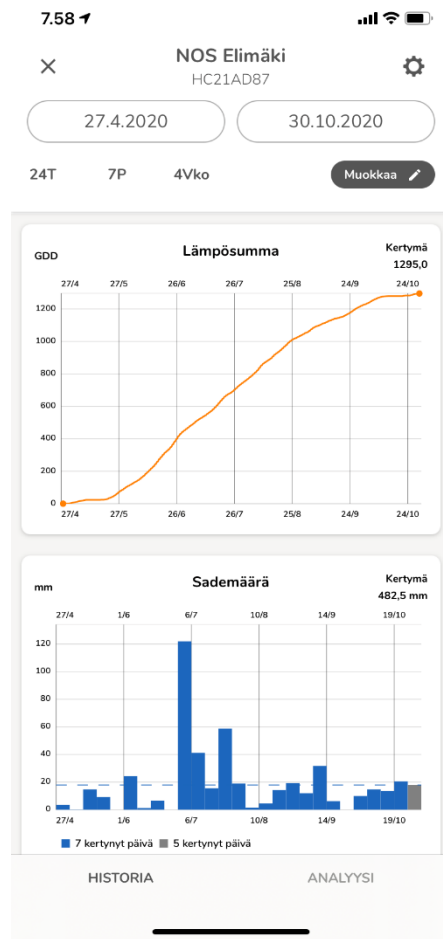 7.58
NOS Elimäki
HC21AD87
27.4.2020 30.10.2020
24T 7P 4Vko Muokkaa
GDD Lämpösumma Kertymä
1295,0
27/4 27/5 26/6 26/7 25/8 24/9 24/10
1200
1000
800
600
400
200
0
27/4 27/5 26/6 26/7 25/8 24/9 24/10
mm Sademäärä Kertymä
482,5 mm
27/4 1/6 6/7 10/8 14/9 19/10
120
100
80
60
40
20
0
27/4 1/6 6/7 10/8 14/9 19/10
7 kertynyt päivä 5 kertynyt päivä
HISTORIA ANALYYSI